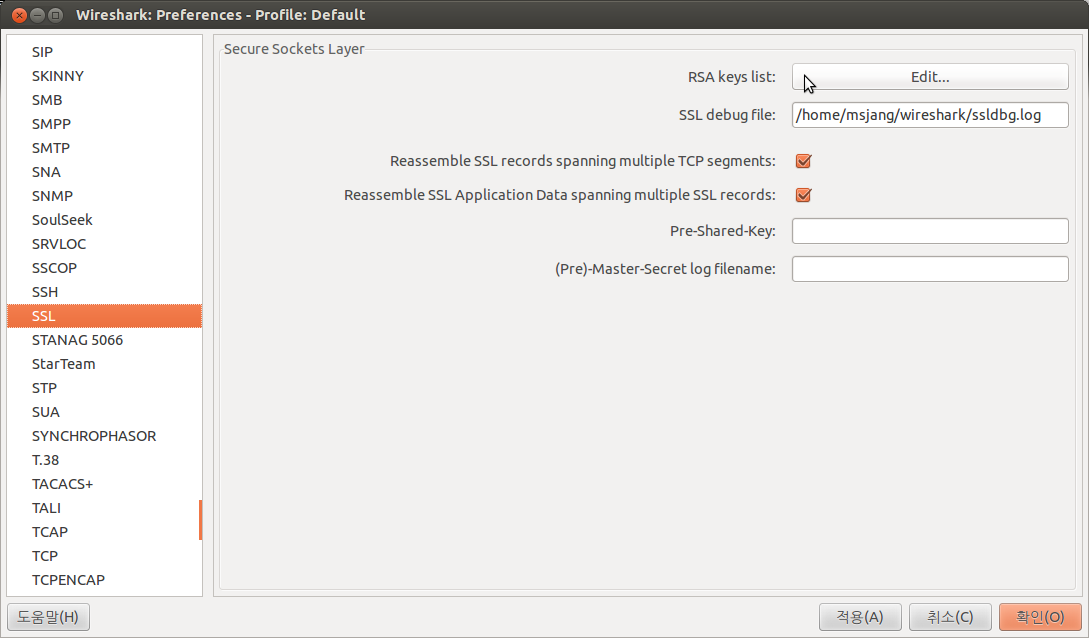 Wireshark: Preferences - Profile: Default
SIP
SKINNY
SMB
SMPP
SMTP
SNA
SNMP
SoulSeek
SRVLOC
SSCOP
SSH
SSL
STANAG 5066
StarTeam
STP
SUA
SYNCHROPHASOR
T.38
TACACS+
TALI
TCAP
TCP
TCPENCAP
Secure Sockets Layer
RSA keys list: Edit...
SSL debug file: /home/msjang/wireshark/ssldbg.log
Reassemble SSL records spanning multiple TCP segments:
Reassemble SSL Application Data spanning multiple SSL records:
Pre-Shared-Key:
(Pre)-Master-Secret log filename:
도움말(H) 적용(A) 취소(C) 확인(O)